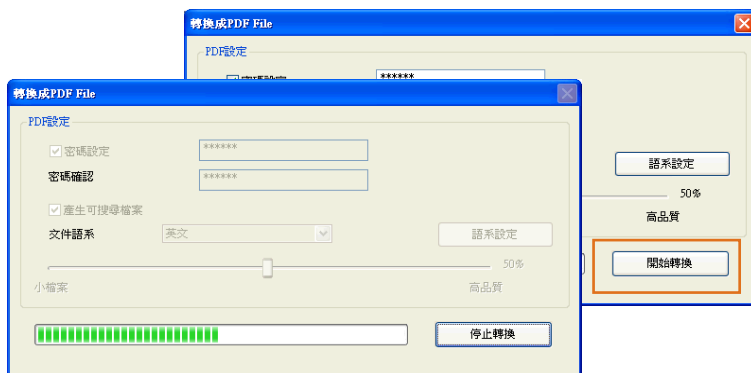 轉換成PDF File
PDF設定
******
語系設定
50%
高品質
開始轉換
轉換成PDF File
PDF設定
密碼設定
******
密碼確認
******
產生可搜尋檔案
文件語系
英文
語系設定
50%
小檔案
高品質
停止轉換